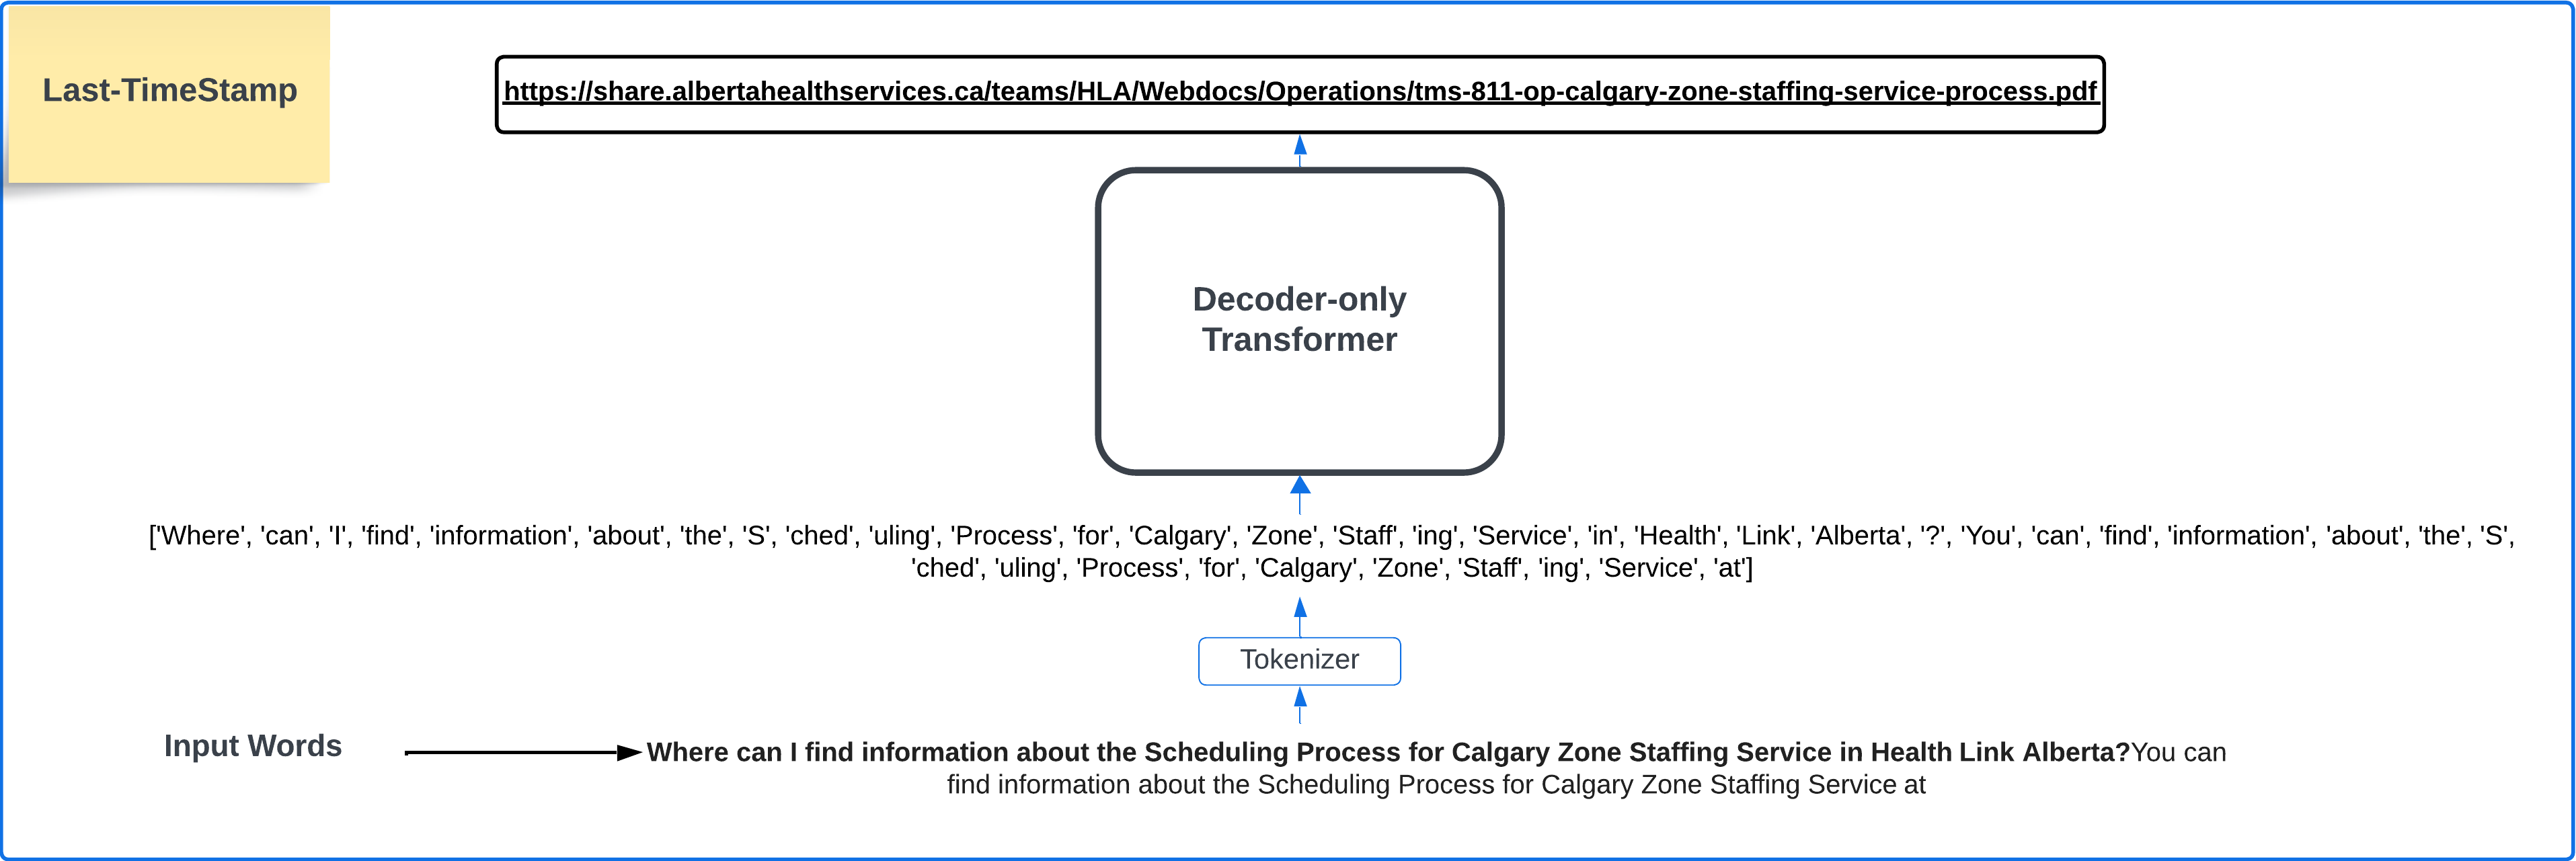 Last-TimeStamp
https://share.albertahealthservices.ca/teams/HLA/Webdocs/Operations/tms-811-op-calgary-zone-staffing-service-process.pdf
Decoder-only
Transformer
['Where', 'can', 'I', 'find', 'information', 'about', 'the', 'S', 'ched', 'uling', 'Process', 'for', 'Calgary', 'Zone', 'Staff', 'ing', 'Service', 'in', 'Health', 'Link', 'Alberta', '?', 'You', 'can', 'find', 'information', 'about', 'the', 'S',
'ched', 'uling', 'Process', 'for', 'Calgary', 'Zone', 'Staff', 'ing', 'Service', 'at']
Tokenizer
Input Words
Where can I find information about the Scheduling Process for Calgary Zone Staffing Service in Health Link Alberta?You can
find information about the Scheduling Process for Calgary Zone Staffing Service at